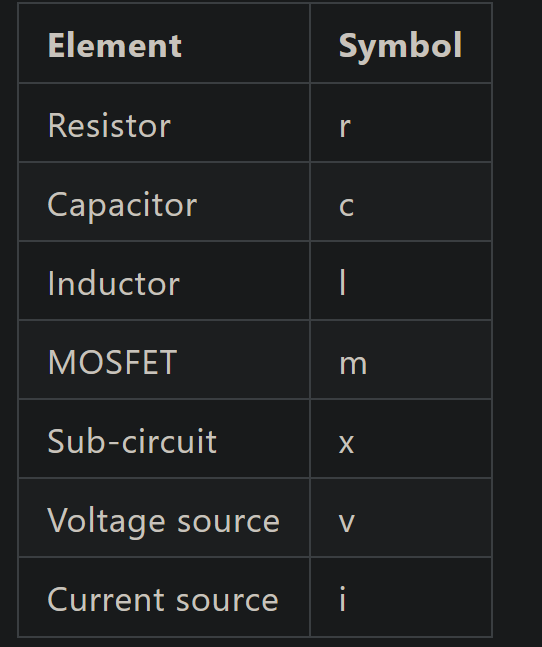 Element Symbol
Resistor r
Capacitor c
Inductor l
MOSFET m
Sub-circuit x
Voltage source v
Current source i